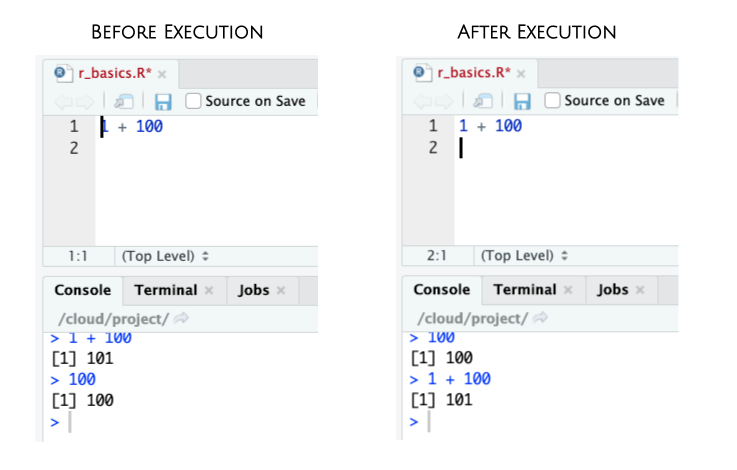 BEFORE EXECUTION
r_basics.R*
Source on Save
1 1 + 100
2
1:1 (Top Level)
Console Terminal Jobs
/cloud/project/
> 1 + 100
[1] 101
> 100
[1] 100
>
AFTER EXECUTION
r_basics.R*
Source on Save
1 1 + 100
2
2:1 (Top Level)
Console Terminal Jobs
/cloud/project/
> 100
[1] 100
> 1 + 100
[1] 101
>